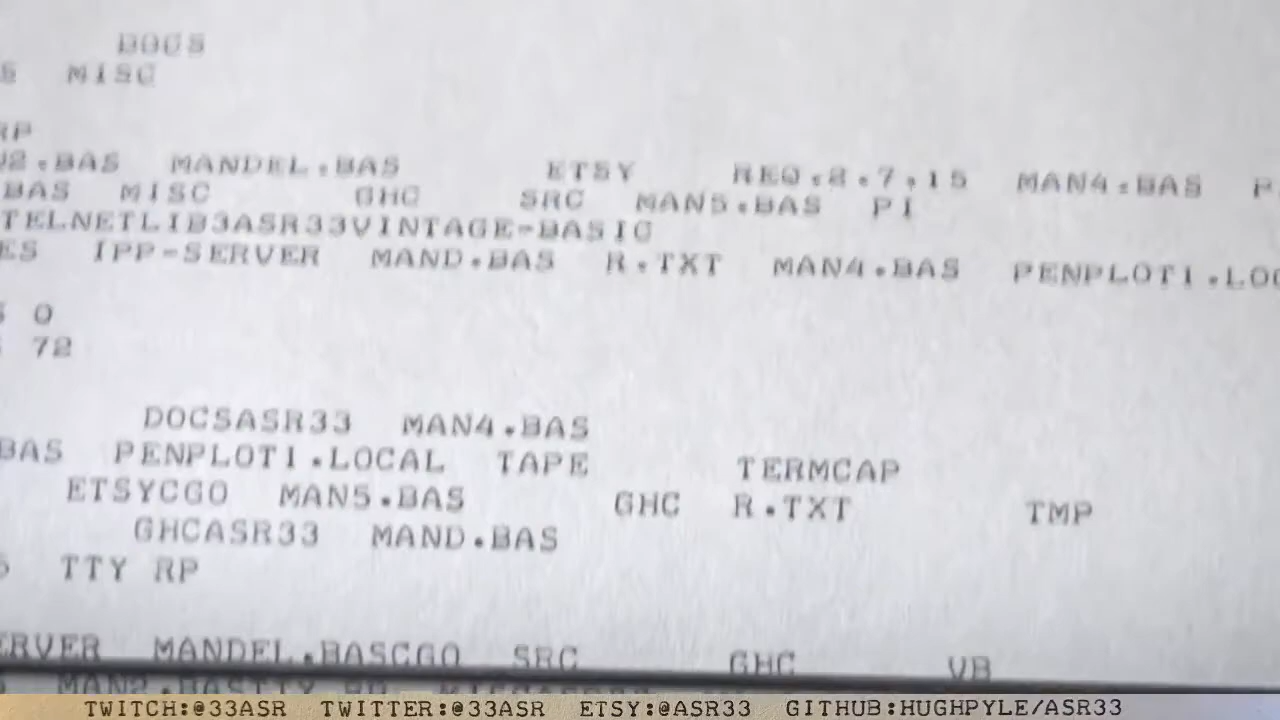 DOCS
S MISC
RP
2.BAS MANDEL.BAS ETSY REQ.2.7.15 MAN4.BAS P
BAS MISC GHC SRC MAN5.BAS PI
TELNETLIB3ASR33VINTAGE-BASIC
ES IPP-SERVER MAND.BAS R.TXT MAN4.BAS PENPLOT1.LOC
0
72
DOCSASR33 MAN4.BAS
BAS PENPLOT1.LOCAL TAPE TERMCAP
ETSYCGO MAN5.BAS GHC R.TXT TMP
GHCASR33 MAND.BAS
TTY RP
ERVER MANDEL.BASCGO SRC GHC VB
MAN2.BASTTY
TWITCH:@33ASR TWITTER:@33ASR ETSY:@ASR33 GITHUB:HUGHPYLE/ASR33